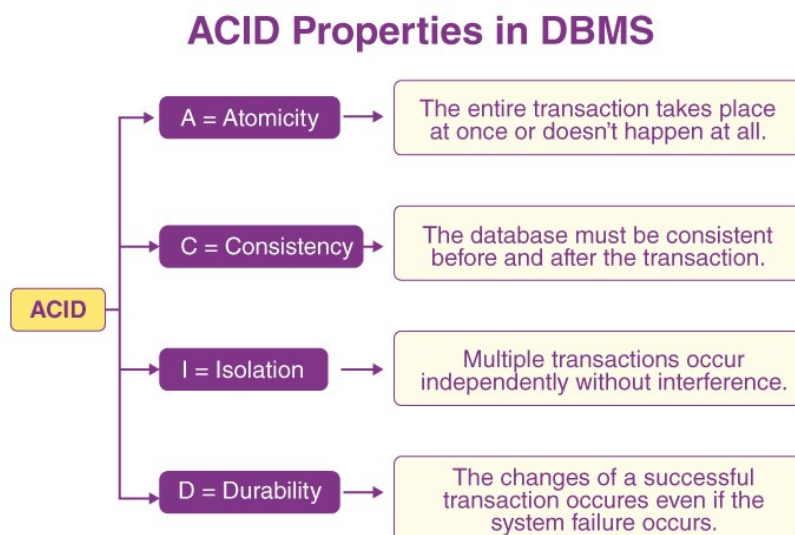 ACID Properties in DBMS
A = Atomicity
The entire transaction takes place
at once or doesn't happen at all.
C = Consistency
The database must be consistent
before and after the transaction.
ACID
I = Isolation
Multiple transactions occur
independently without interference.
D = Durability
The changes of a successful
transaction occures even if the
system failure occurs.